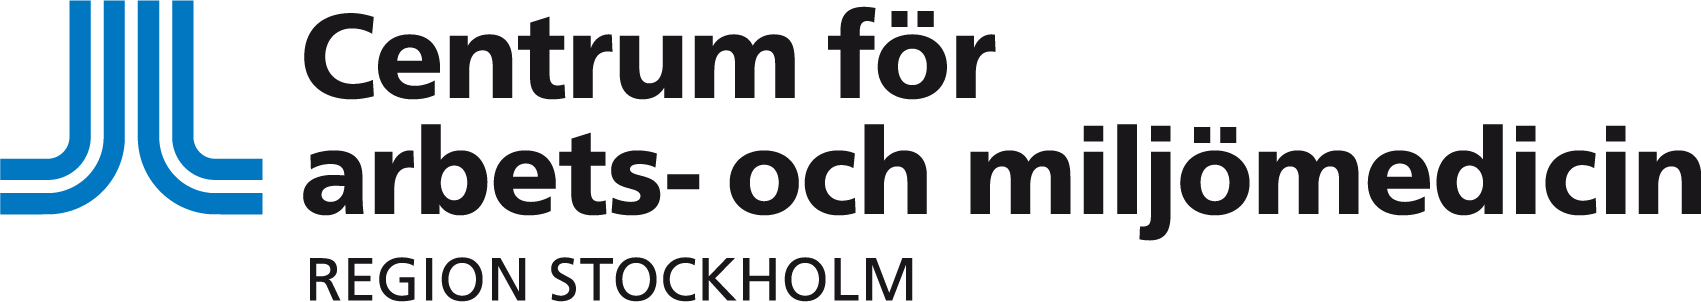 Centrum för
arbets- och miljömedicin
REGION STOCKHOLM